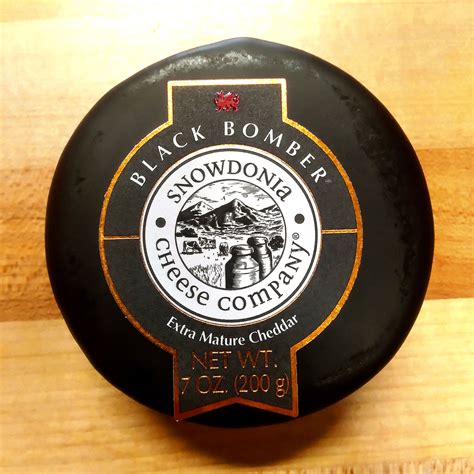 BLACK BOMBER
SNOWDONIA
CHEESE COMPANY®
Extra Mature Cheddar
NET WT.
7 OZ. (200 g)